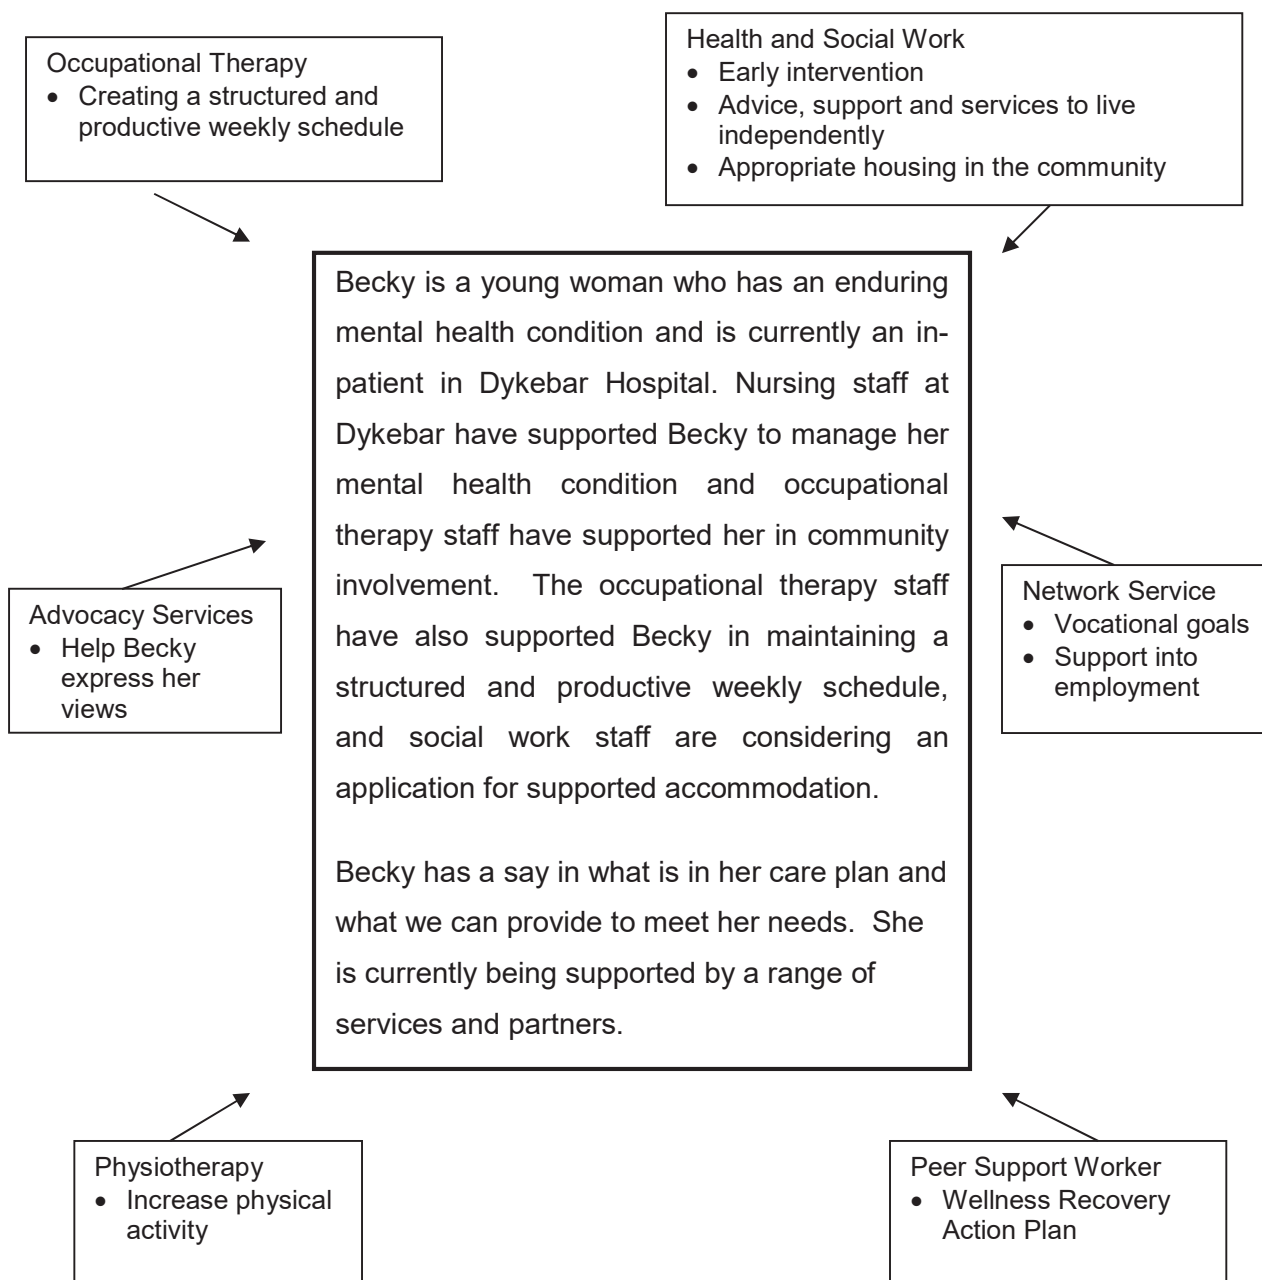 Occupational Therapy
• Creating a structured and
productive weekly schedule
Health and Social Work
• Early intervention
• Advice, support and services to live
independently
• Appropriate housing in the community
Becky is a young woman who has an enduring
mental health condition and is currently an in-
patient in Dykebar Hospital. Nursing staff at
Dykebar have supported Becky to manage her
mental health condition and occupational
therapy staff have supported her in community
involvement. The occupational therapy staff
have also supported Becky in maintaining a
structured and productive weekly schedule,
and social work staff are considering an
application for supported accommodation.
Becky has a say in what is in her care plan and
what we can provide to meet her needs. She
is currently being supported by a range of
services and partners.
Advocacy Services
• Help Becky
express her
views
Network Service
• Vocational goals
• Support into
employment
Physiotherapy
• Increase physical
activity
Peer Support Worker
• Wellness Recovery
Action Plan